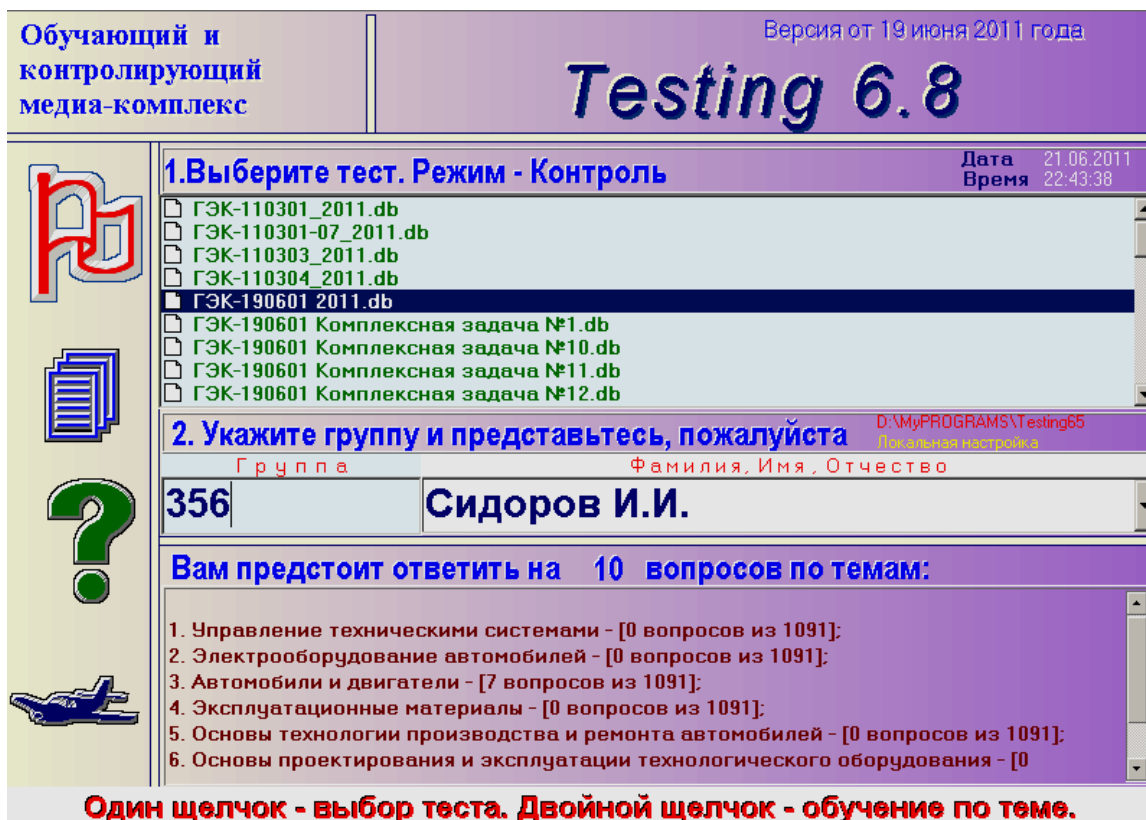 Обучающий и
контролирующий
медиа-комплекс
Версия от 19 июня 2011 года
Testing 6.8
1.Выберите тест. Режим - Контроль
Дата 21.06.2011
Время 22:43:38
ГЭК-110301_2011.db
ГЭК-110301-07_2011.db
ГЭК-110303_2011.db
ГЭК-110304_2011.db
ГЭК-190601 2011.db
ГЭК-190601 Комплексная задача №1.db
ГЭК-190601 Комплексная задача №10.db
ГЭК-190601 Комплексная задача №11.db
ГЭК-190601 Комплексная задача №12.db
2. Укажите группу и представьтесь, пожалуйста
D:\MyPROGRAMS\Testing65
Локальная настройка
Группа Фамилия, Имя, Отчество
356 Сидоров И.И.
Вам предстоит ответить на 10 вопросов по темам:
1. Управление техническими системами - [0 вопросов из 1091];
2. Электрооборудование автомобилей - [0 вопросов из 1091];
3. Автомобили и двигатели - [7 вопросов из 1091];
4. Эксплуатационные материалы - [0 вопросов из 1091];
5. Основы технологии производства и ремонта автомобилей - [0 вопросов из 1091];
6. Основы проектирования и эксплуатации технологического оборудования - [0
Один щелчок - выбор теста. Двойной щелчок - обучение по теме.